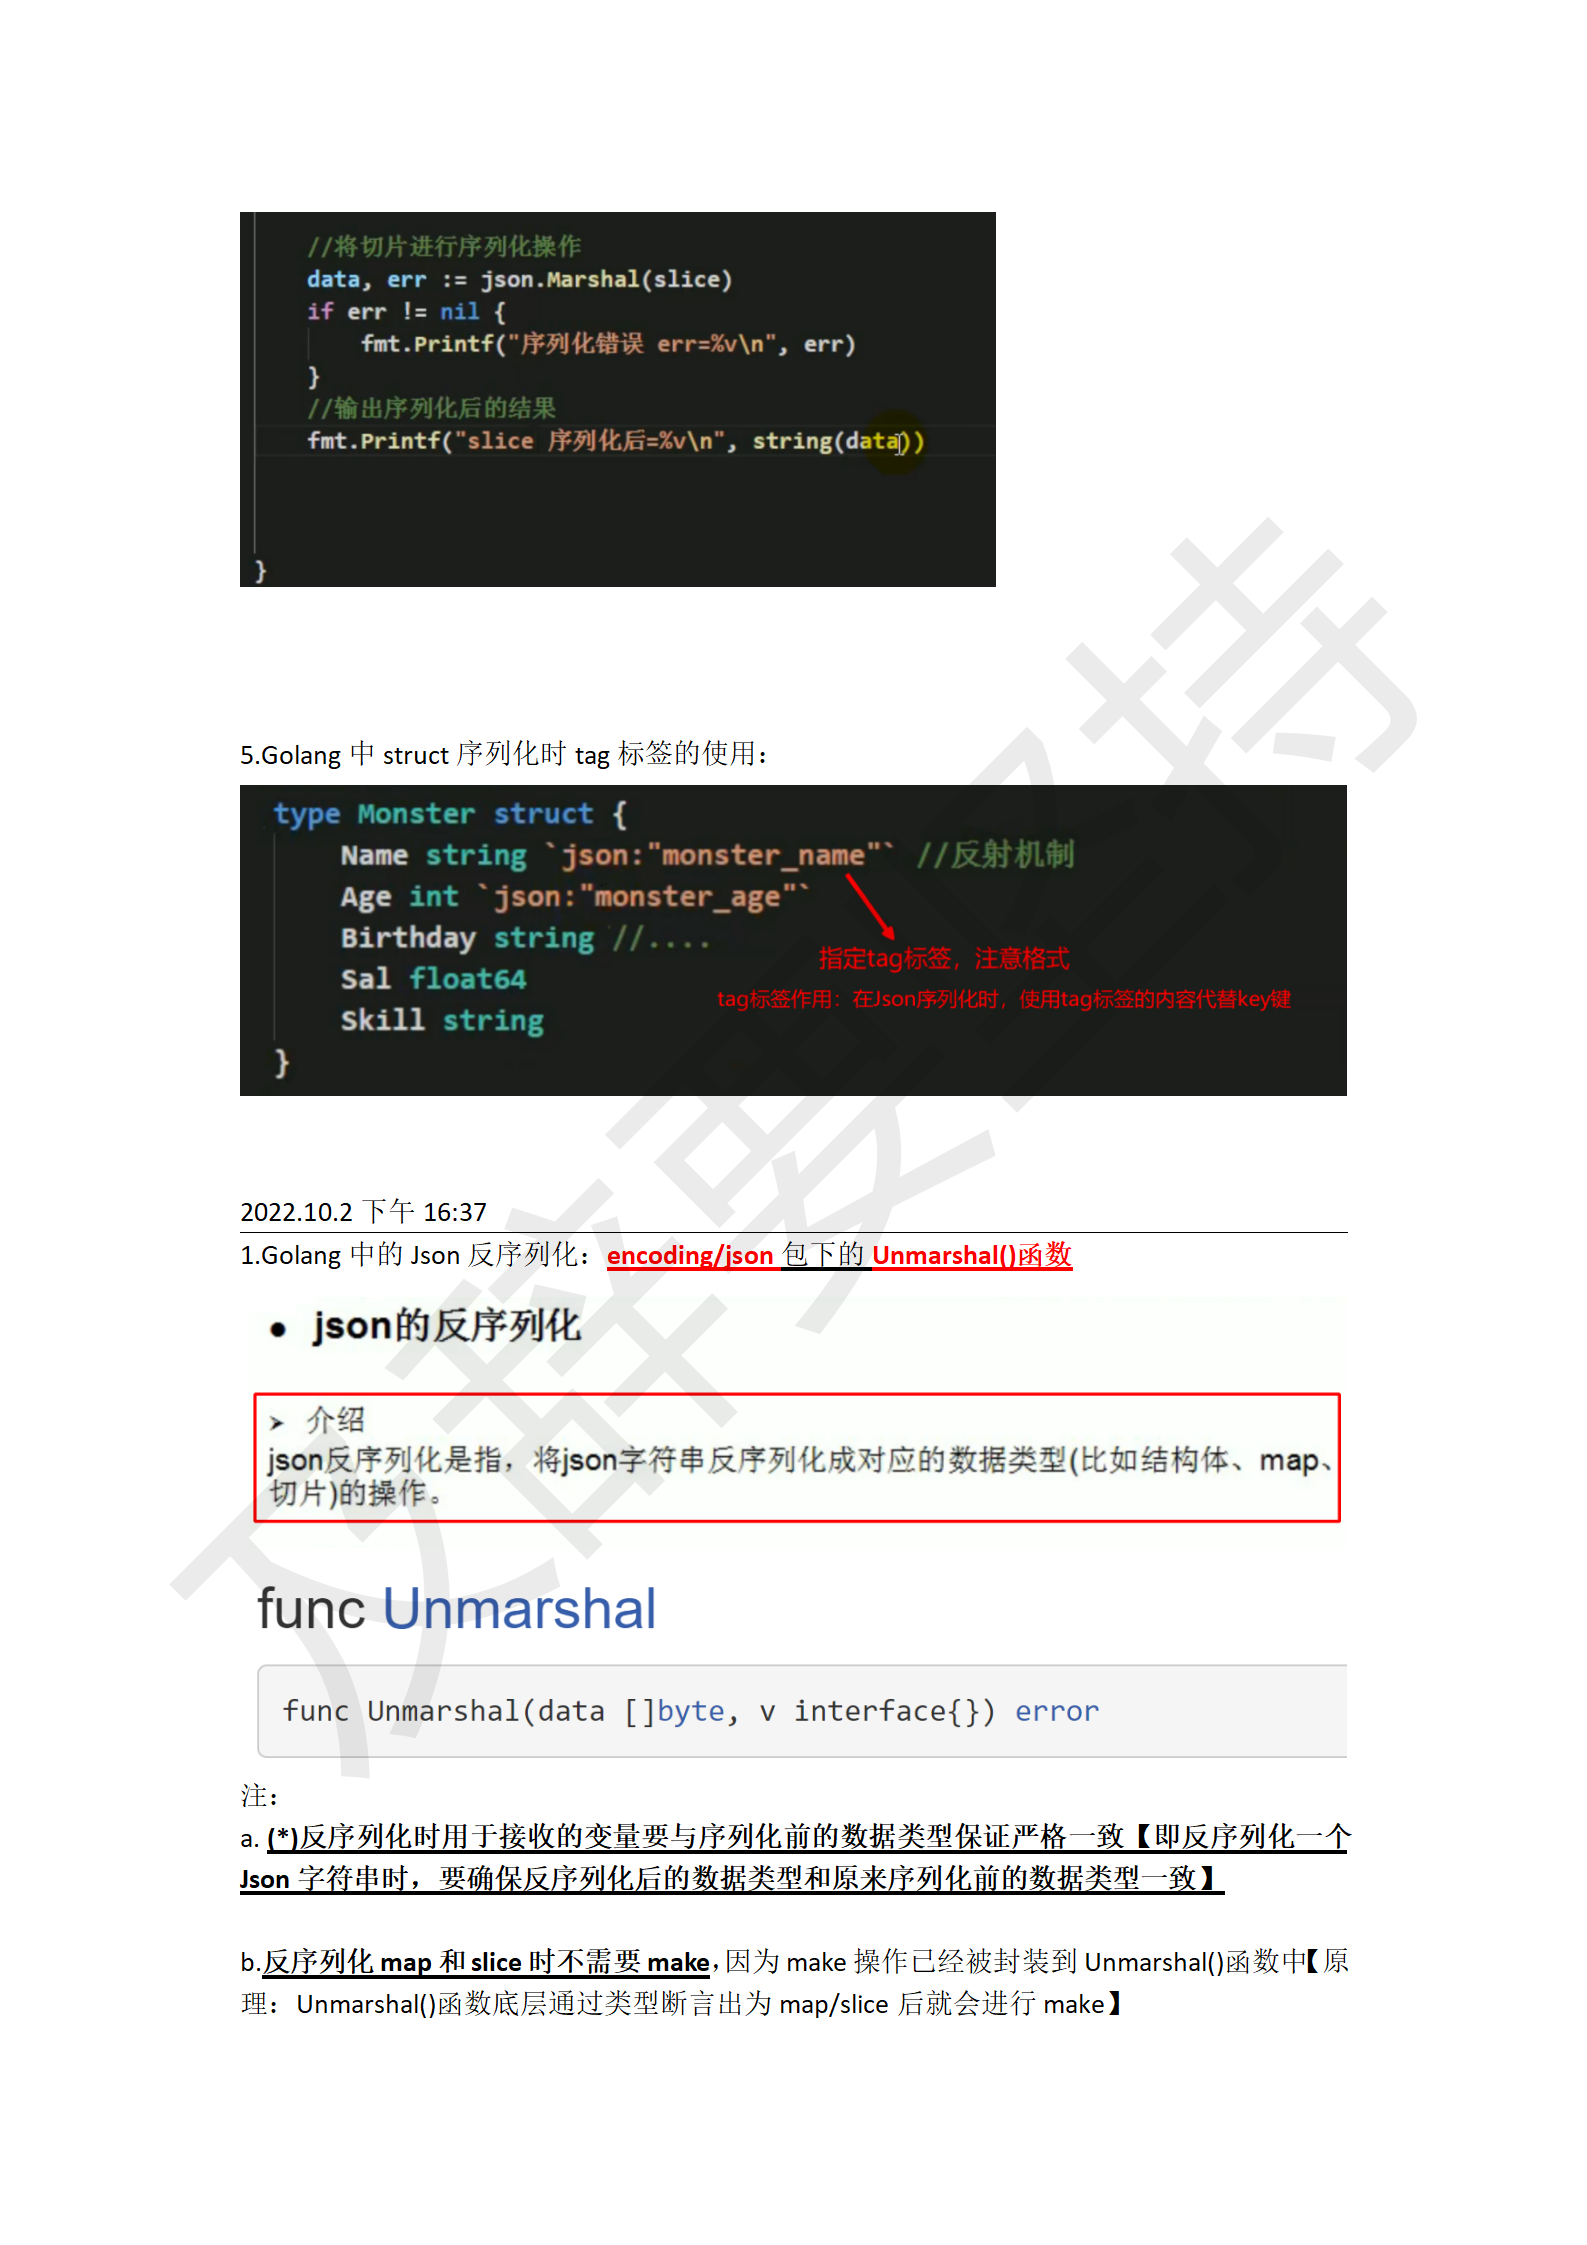 //将切片进行序列化操作
data, err := json.Marshal(slice)
if err != nil {
fmt.Printf("序列化错误 err=%v\n", err)
}
//输出序列化后的结果
fmt.Printf("slice 序列化后=%v\n", string(data))
}
5.Golang 中 struct 序列化时 tag 标签的使用：
type Monster struct {
Name string `json:"monster_name"` //反射机制
Age int `json:"monster_age"`
Birthday string //....
指定tag标签，注意格式
Sal float64
tag标签作用：在Json序列化时，使用tag标签的内容代替key键
Skill string
}
2022.10.2 下午 16:37
1.Golang 中的 Json 反序列化：encoding/json 包下的 Unmarshal()函数
● json的反序列化
➢ 介绍
json反序列化是指，将json字符串反序列化成对应的数据类型(比如结构体、map、
切片)的操作。
func Unmarshal
func Unmarshal(data []byte, v interface{}) error
注：
a. (*)反序列化时用于接收的变量要与序列化前的数据类型保证严格一致【即反序列化一个
Json 字符串时，要确保反序列化后的数据类型和原来序列化前的数据类型一致】
b.反序列化 map 和 slice 时不需要 make，因为 make 操作已经被封装到 Unmarshal()函数中【原
理：Unmarshal()函数底层通过类型断言出为 map/slice 后就会进行 make】